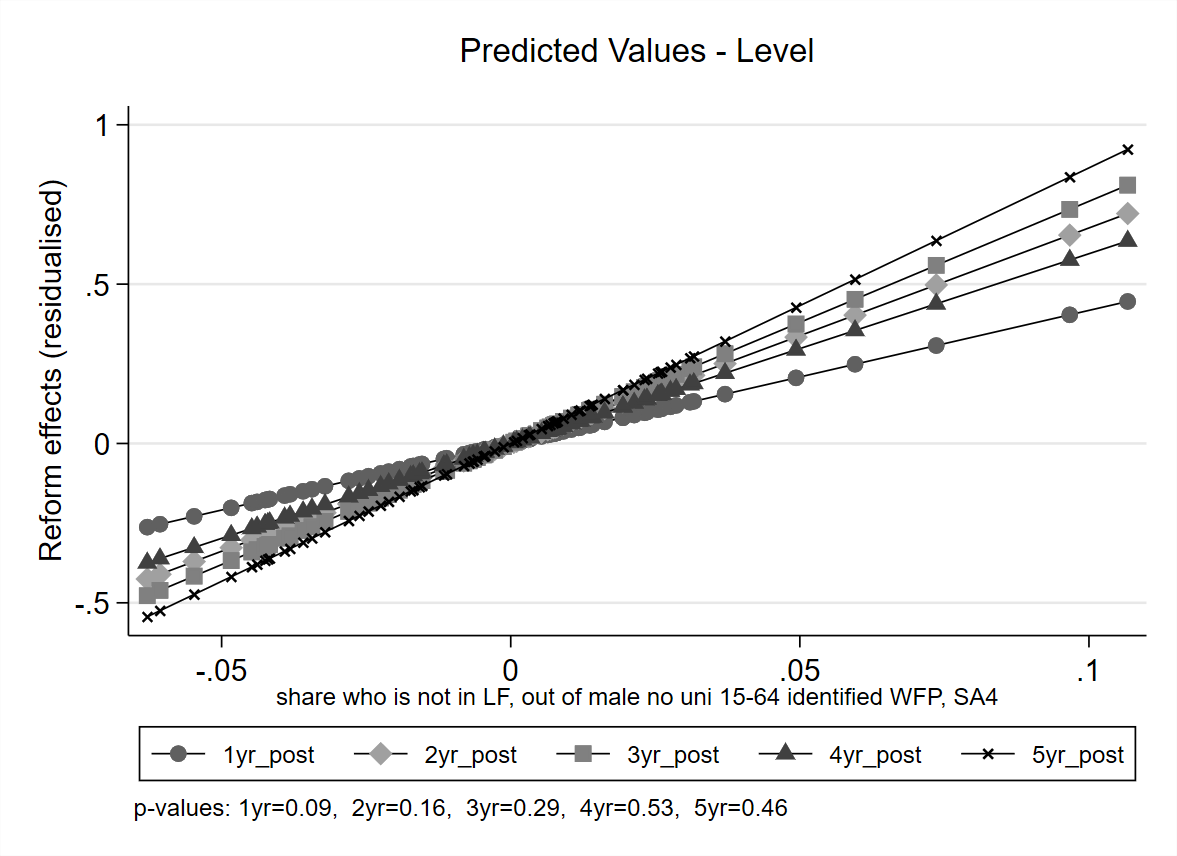 Predicted Values - Level
Reform effects (residualised)
1
.5
0
-.5
-.05 0 .05 .1
share who is not in LF, out of male no uni 15-64 identified WFP, SA4
1yr_post 2yr_post 3yr_post 4yr_post 5yr_post
p-values: 1yr=0.09, 2yr=0.16, 3yr=0.29, 4yr=0.53, 5yr=0.46